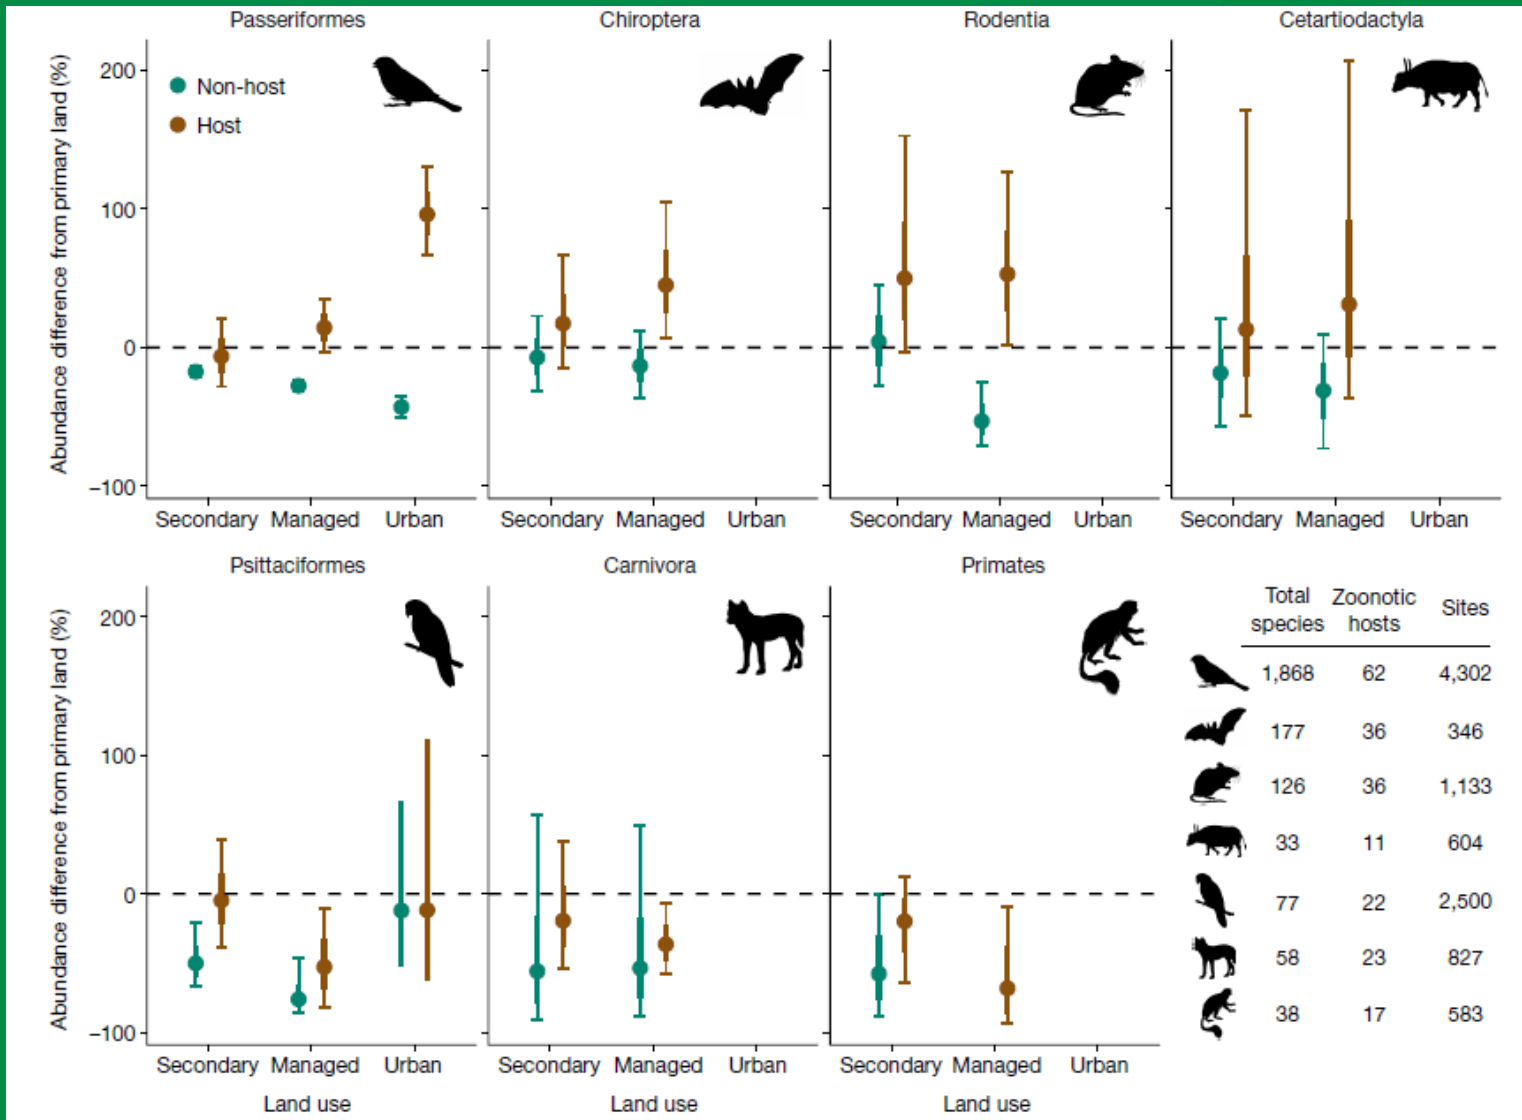 Passeriformes
Chiroptera
Rodentia
Cetartiodactyla
Abundance difference from primary land (%)
200
100
0
−100
Non-host
Host
Secondary Managed Urban
Secondary Managed Urban
Secondary Managed Urban
Secondary Managed Urban
Psittaciformes
Carnivora
Primates
Abundance difference from primary land (%)
200
100
0
−100
Secondary Managed Urban
Secondary Managed Urban
Secondary Managed Urban
Land use
Land use
Land use
Total species Zoonotic hosts Sites
1,868 62 4,302
177 36 346
126 36 1,133
33 11 604
77 22 2,500
58 23 827
38 17 583